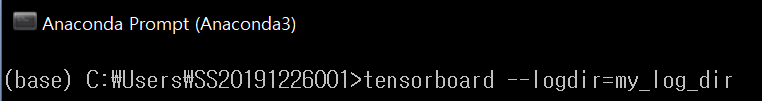 Anaconda Prompt (Anaconda3)
(base) C:₩Users₩SS20191226001>tensorboard --logdir=my_log_dir